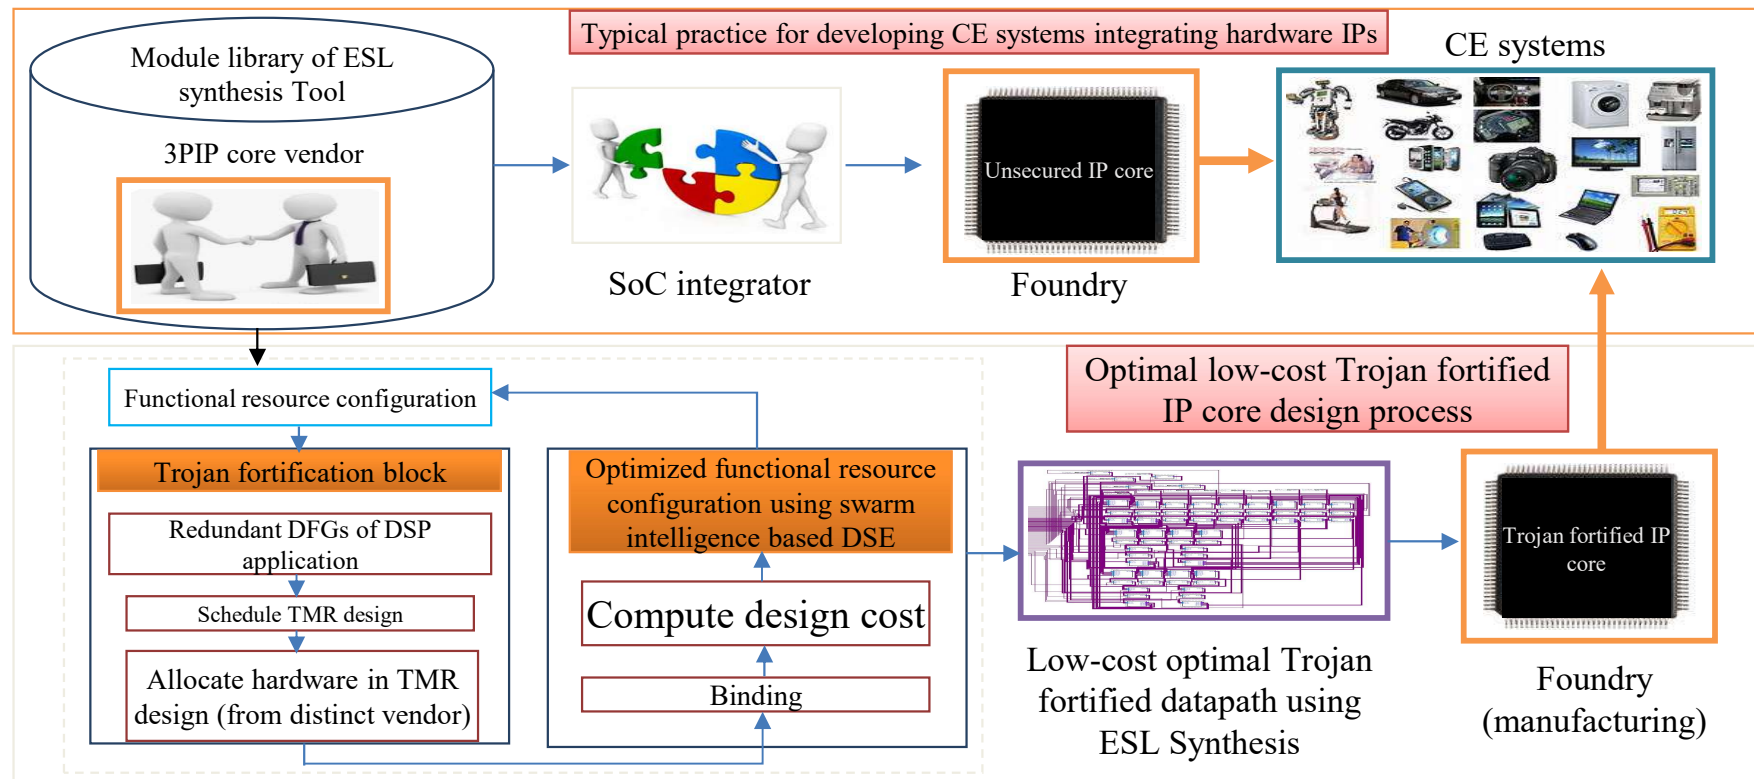 Typical practice for developing CE systems integrating hardware IPs
CE systems
Module library of ESL
synthesis Tool
3PIP core vendor
Unsecured IP core
SoC integrator
Foundry
Optimal low-cost Trojan fortified
IP core design process
Functional resource configuration
Trojan fortification block
Redundant DFGs of DSP
application
Schedule TMR design
Allocate hardware in TMR
design (from distinct vendor)
Optimized functional resource
configuration using swarm
intelligence based DSE
Compute design cost
Binding
Low-cost optimal Trojan
fortified datapath using
ESL Synthesis
Trojan fortified IP
core
Foundry
(manufacturing)